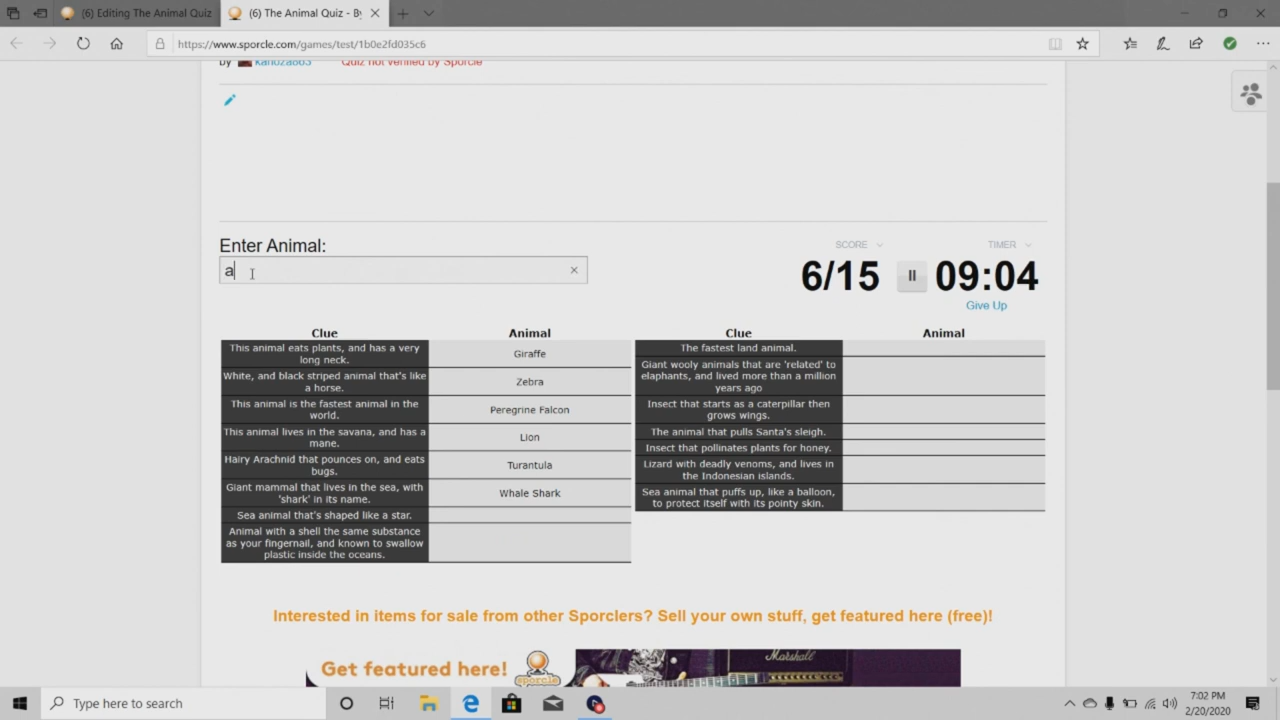 (6) Editing The Animal Quiz
(6) The Animal Quiz - By
https://www.sporcle.com/games/test/1b0e2fd035c6
by kanoza863 Quiz not verified by Sporcle
Enter Animal:
a
SCORE
TIMER
6/15
09:04
Give Up
Clue Animal
This animal eats plants, and has a very
long neck.
Giraffe
White, and black striped animal that's like
a horse.
Zebra
This animal is the fastest animal in the
world.
Peregrine Falcon
This animal lives in the savana, and has a
mane.
Lion
Hairy Arachnid that pounces on, and eats
bugs.
Turantula
Giant mammal that lives in the sea, with
'shark' in its name.
Whale Shark
Sea animal that's shaped like a star.
Animal with a shell the same substance
as your fingernail, and known to swallow
plastic inside the oceans.
Clue Animal
The fastest land animal.
Giant wooly animals that are 'related' to
elaphants, and lived more than a million
years ago
Insect that starts as a caterpillar then
grows wings.
The animal that pulls Santa's sleigh.
Insect that pollinates plants for honey.
Lizard with deadly venoms, and lives in
the Indonesian islands.
Sea animal that puffs up, like a balloon,
to protect itself with its pointy skin.
Interested in items for sale from other Sporclers? Sell your own stuff, get featured here (free)!
Get featured here!
sporcle
Marshall
Type here to search
7:02 PM
2/20/2020